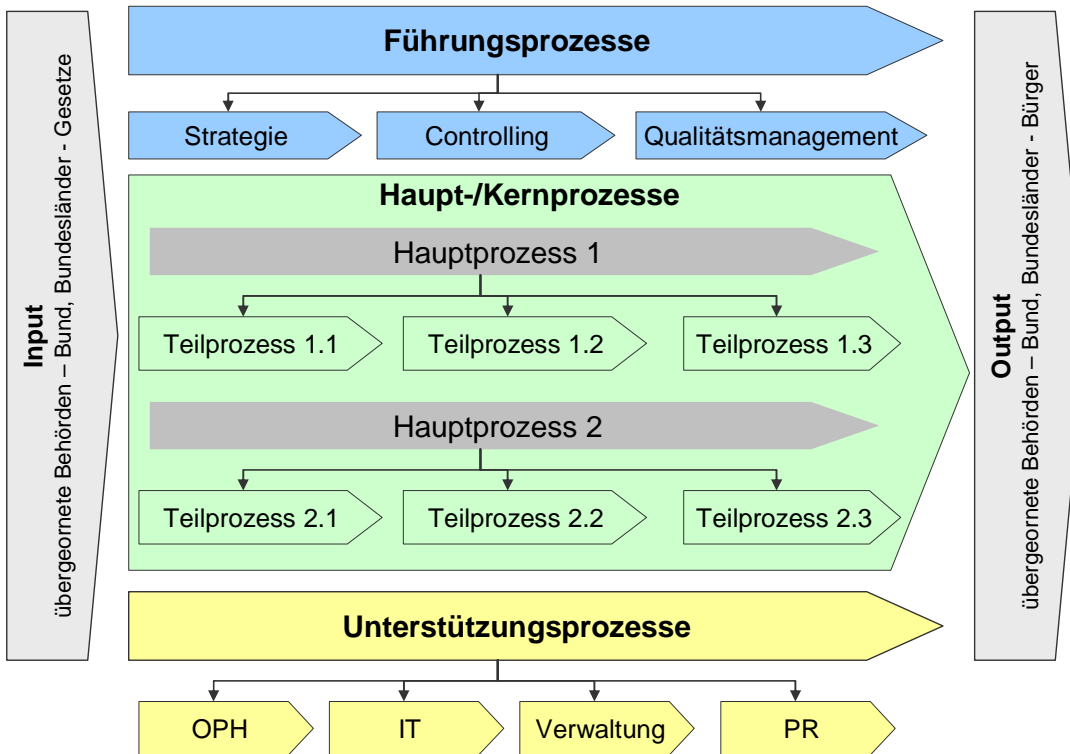 Input
übergeornete Behörden – Bund, Bundesländer - Gesetze
Führungsprozesse
Strategie
Controlling
Qualitätsmanagement
Haupt-/Kernprozesse
Hauptprozess 1
Teilprozess 1.1
Teilprozess 1.2
Teilprozess 1.3
Hauptprozess 2
Teilprozess 2.1
Teilprozess 2.2
Teilprozess 2.3
Unterstützungsprozesse
OPH
IT
Verwaltung
PR
Output
übergeornete Behörden – Bund, Bundesländer - Bürger